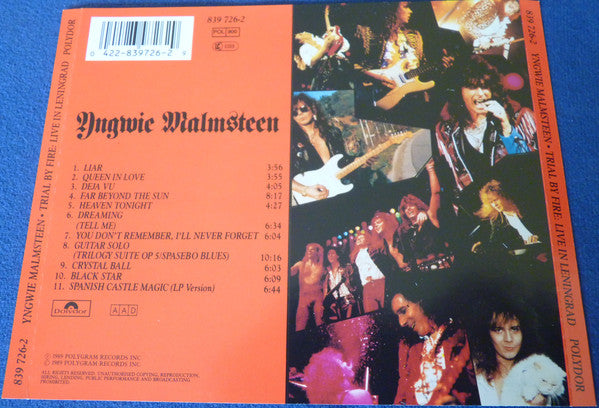 839 726-2
POL 900
0 422-839726-2 9
Yngwie Malmsteen
1. LIAR 3:56
2. QUEEN IN LOVE 3:55
3. DEJA VU 4:05
4. FAR BEYOND THE SUN 8:17
5. HEAVEN TONIGHT 4:27
6. DREAMING
(TELL ME) 6:34
7. YOU DON'T REMEMBER, I'LL NEVER FORGET 6:04
8. GUITAR SOLO
(TRILOGY SUITE OP 5/SPASEBO BLUES) 10:16
9. CRYSTAL BALL 6:03
10. BLACK STAR 6:09
11. SPANISH CASTLE MAGIC (LP Version) 6:44
Polydor
AAD
℗ 1989 POLYGRAM RECORDS INC
© 1989 POLYGRAM RECORDS INC
ALL RIGHTS RESERVED. UNAUTHORISED COPYING, REPRODUCTION,
HIRING, LENDING, PUBLIC PERFORMANCE AND BROADCASTING
PROHIBITED.
839 726-2 YNGWIE MALMSTEEN • TRIAL BY FIRE: LIVE IN LENINGRAD POLYDOR
839 726-2 YNGWIE MALMSTEEN • TRIAL BY FIRE: LIVE IN LENINGRAD POLYDOR